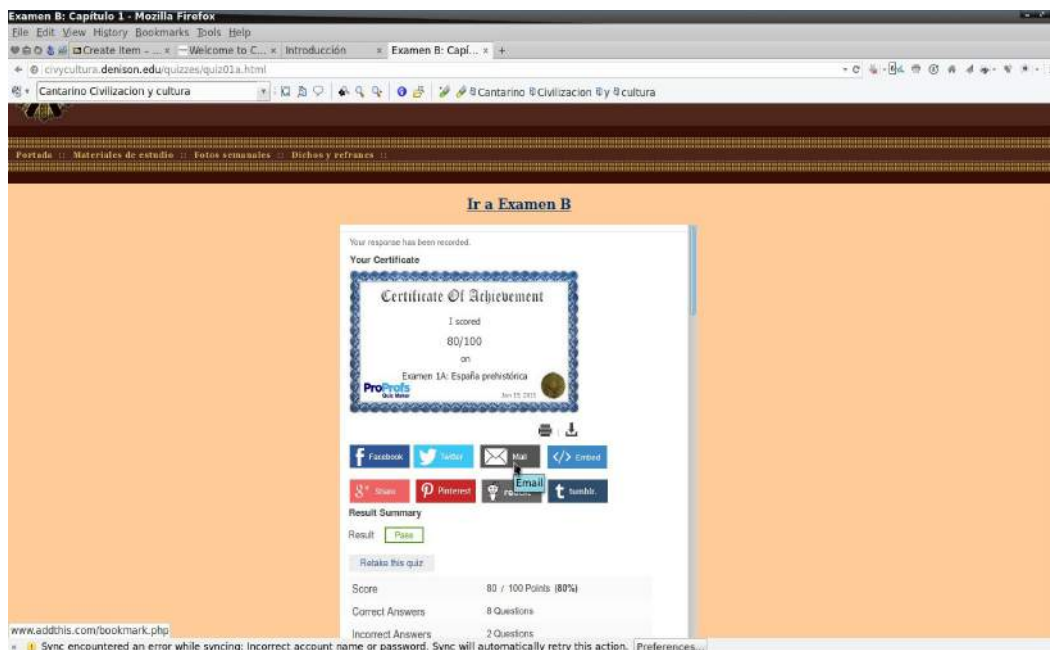 Examen B: Capítulo 1 - Mozilla Firefox
File Edit View History Bookmarks Tools Help
Create Item - ... x Welcome to C... x Introducción x Examen B: Capí... x +
civycultura.denison.edu/quizzes/quiz01a.html
Cantarino Civilizacion y cultura Cantarino Civilizacion y cultura
Portada :: Materiales de estudio :: Fotos semanales :: Dichos y refranes ::
Ir a Examen B
Your response has been recorded.
Your Certificate
Certificate Of Achievement
I scored
80/100
on
Examen 1A: España prehistórica
ProProfs
Quiz Maker
Facebook Twitter Mail </> Embed
Email
g+ Share Pinterest tumblr.
Result Summary
Result Pass
Retake this quiz
Score 80 / 100 Points (80%)
Correct Answers 8 Questions
Incorrect Answers 2 Questions
www.addthis.com/bookmark.php
Sync encountered an error while syncing: Incorrect account name or password. Sync will automatically retry this action. Preferences...